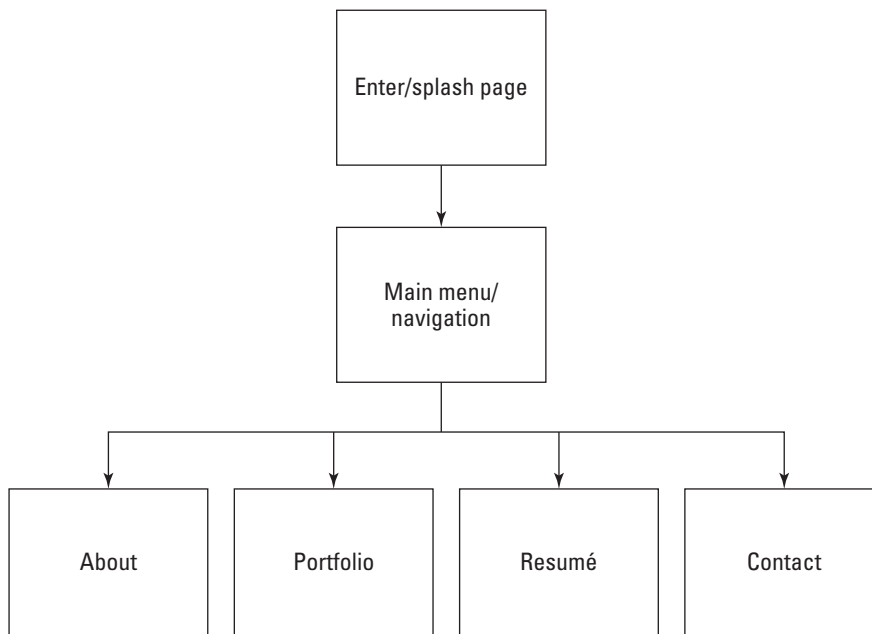 Enter/splash page
Main menu/
navigation
About
Portfolio
Resumé
Contact